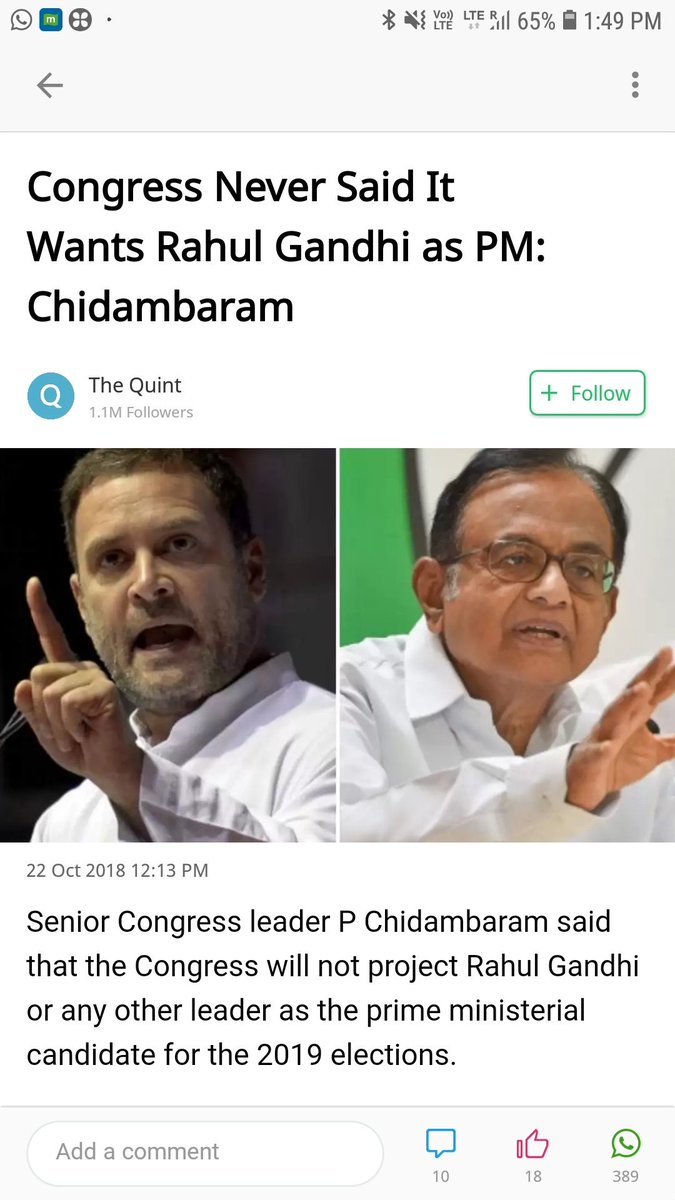 Vo)) LTE R 65% 1:49 PM
LTE
Congress Never Said It
Wants Rahul Gandhi as PM:
Chidambaram
Q The Quint
1.1M Followers
+ Follow
22 Oct 2018 12:13 PM
Senior Congress leader P Chidambaram said
that the Congress will not project Rahul Gandhi
or any other leader as the prime ministerial
candidate for the 2019 elections.
Add a comment
10 18 389